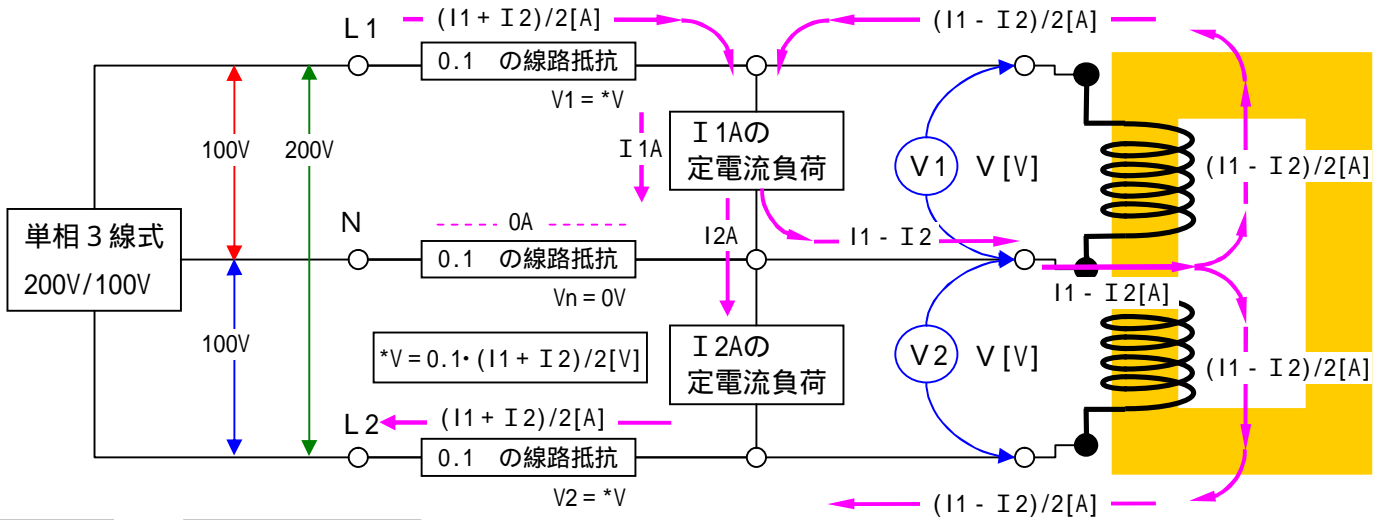 (I1 + I2)/2[A]
(I1 - I2)/2[A]
L1
0.1 の線路抵抗
V1 = *V
I1Aの
定電流負荷
I1A
100V
200V
V1
V[V]
(I1 - I2)/2[A]
単相3線式
200V/100V
N
0A
I2A
I1 - I2
0.1 の線路抵抗
Vn = 0V
I1 - I2[A]
100V
*V = 0.1・(I1 + I2)/2[V]
I2Aの
定電流負荷
V2
V[V]
(I1 - I2)/2[A]
L2
(I1 + I2)/2[A]
0.1 の線路抵抗
V2 = *V
(I1 - I2)/2[A]